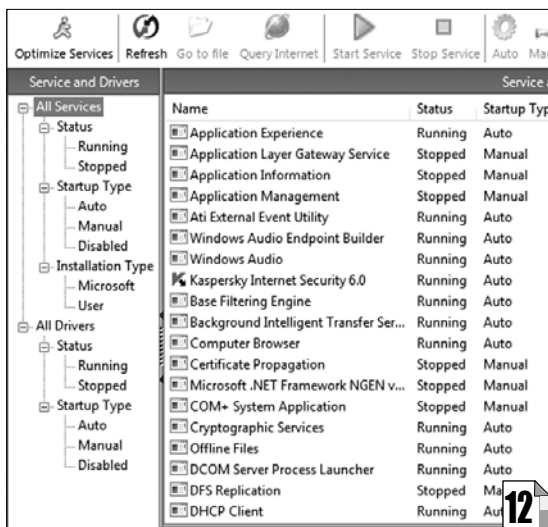 Optimize Services Refresh Go to file Query Internet Start Service Stop Service Auto
Service and Drivers
All Services
Status
Running
Stopped
Startup Type
Auto
Manual
Disabled
Installation Type
Microsoft
User
All Drivers
Status
Running
Stopped
Startup Type
Auto
Manual
Disabled
Service
Name Status Startup Typ
Application Experience Running Auto
Application Layer Gateway Service Stopped Manual
Application Information Stopped Manual
Application Management Stopped Manual
Ati External Event Utility Running Auto
Windows Audio Endpoint Builder Running Auto
Windows Audio Running Auto
Kaspersky Internet Security 6.0 Running Auto
Base Filtering Engine Running Auto
Background Intelligent Transfer Ser... Running Auto
Computer Browser Running Auto
Certificate Propagation Stopped Manual
Microsoft .NET Framework NGEN v... Stopped Manual
COM+ System Application Stopped Manual
Cryptographic Services Running Auto
Offline Files Running Auto
DCOM Server Process Launcher Running Auto
DFS Replication Stopped Ma
DHCP Client Running Au
12